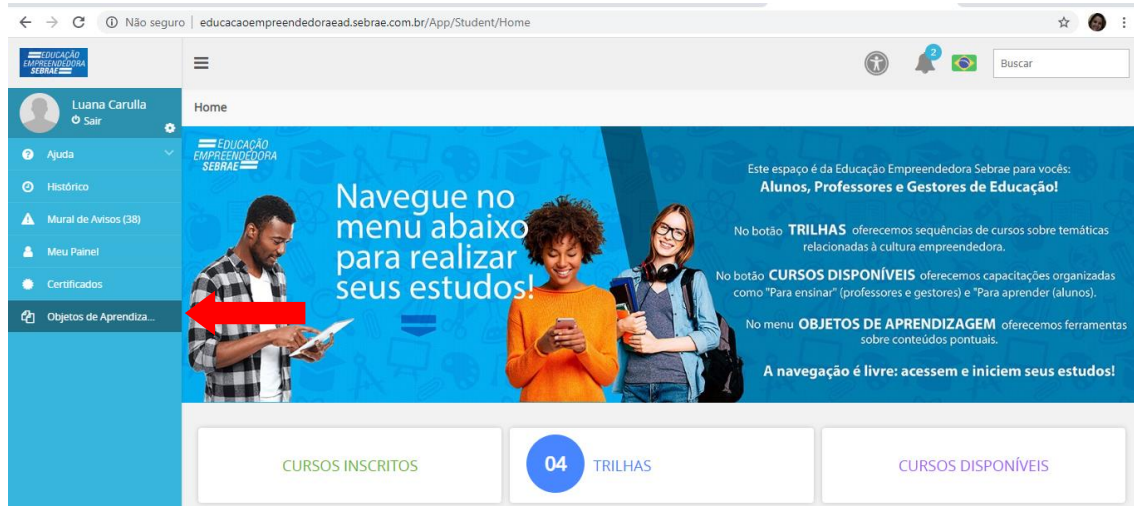 Não seguro | educacaoempreendedoraead.sebrae.com.br/App/Student/Home
EDUCAÇÃO
EMPREENDEDORA
SEBRAE
2
Buscar
Luana Carulla
Sair
Home
Ajuda
Histórico
Mural de Avisos (38)
Meu Painel
Certificados
Objetos de Aprendiza...
EDUCAÇÃO
EMPREENDEDORA
SEBRAE
Navegue no
menu abaixo
para realizar
seus estudos!
Este espaço é da Educação Empreendedora Sebrae para vocês:
Alunos, Professores e Gestores de Educação!
No botão TRILHAS oferecemos sequências de cursos sobre temáticas
relacionadas à cultura empreendedora.
No botão CURSOS DISPONÍVEIS oferecemos capacitações organizadas
como "Para ensinar" (professores e gestores) e "Para aprender (alunos).
No menu OBJETOS DE APRENDIZAGEM oferecemos ferramentas
sobre conteúdos pontuais.
A navegação é livre: acessem e iniciem seus estudos!
CURSOS INSCRITOS
04 TRILHAS
CURSOS DISPONÍVEIS